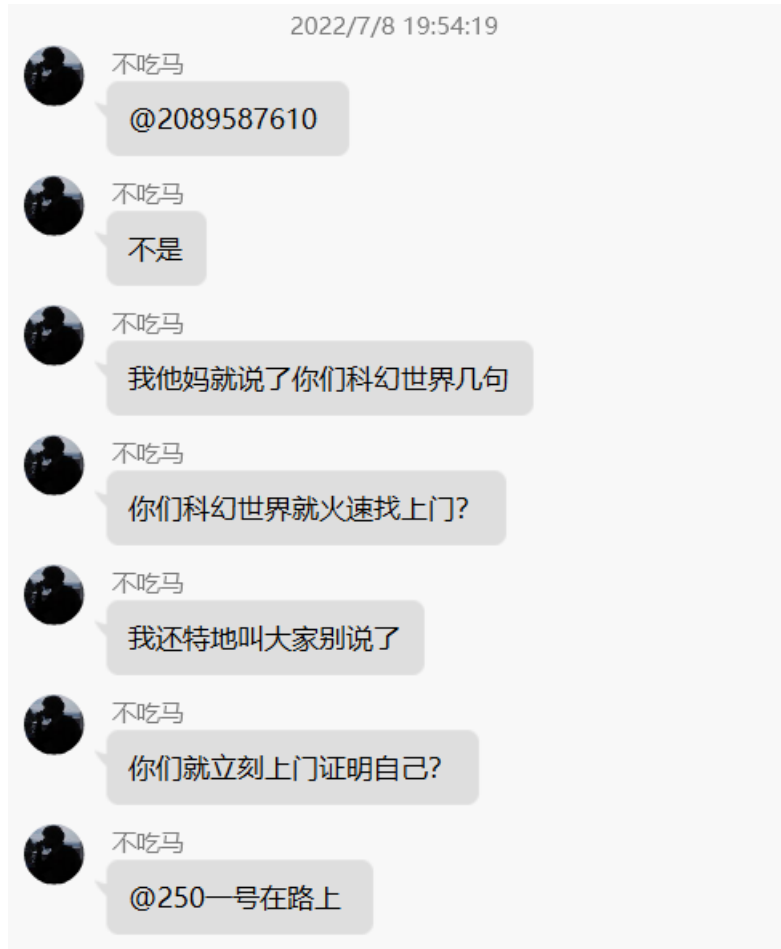 2022/7/8 19:54:19
不吃马
@2089587610
不吃马
不是
不吃马
我他妈就说了你们科幻世界几句
不吃马
你们科幻世界就火速找上门?
不吃马
我还特地叫大家别说了
不吃马
你们就立刻上门证明自己?
不吃马
@250一号在路上